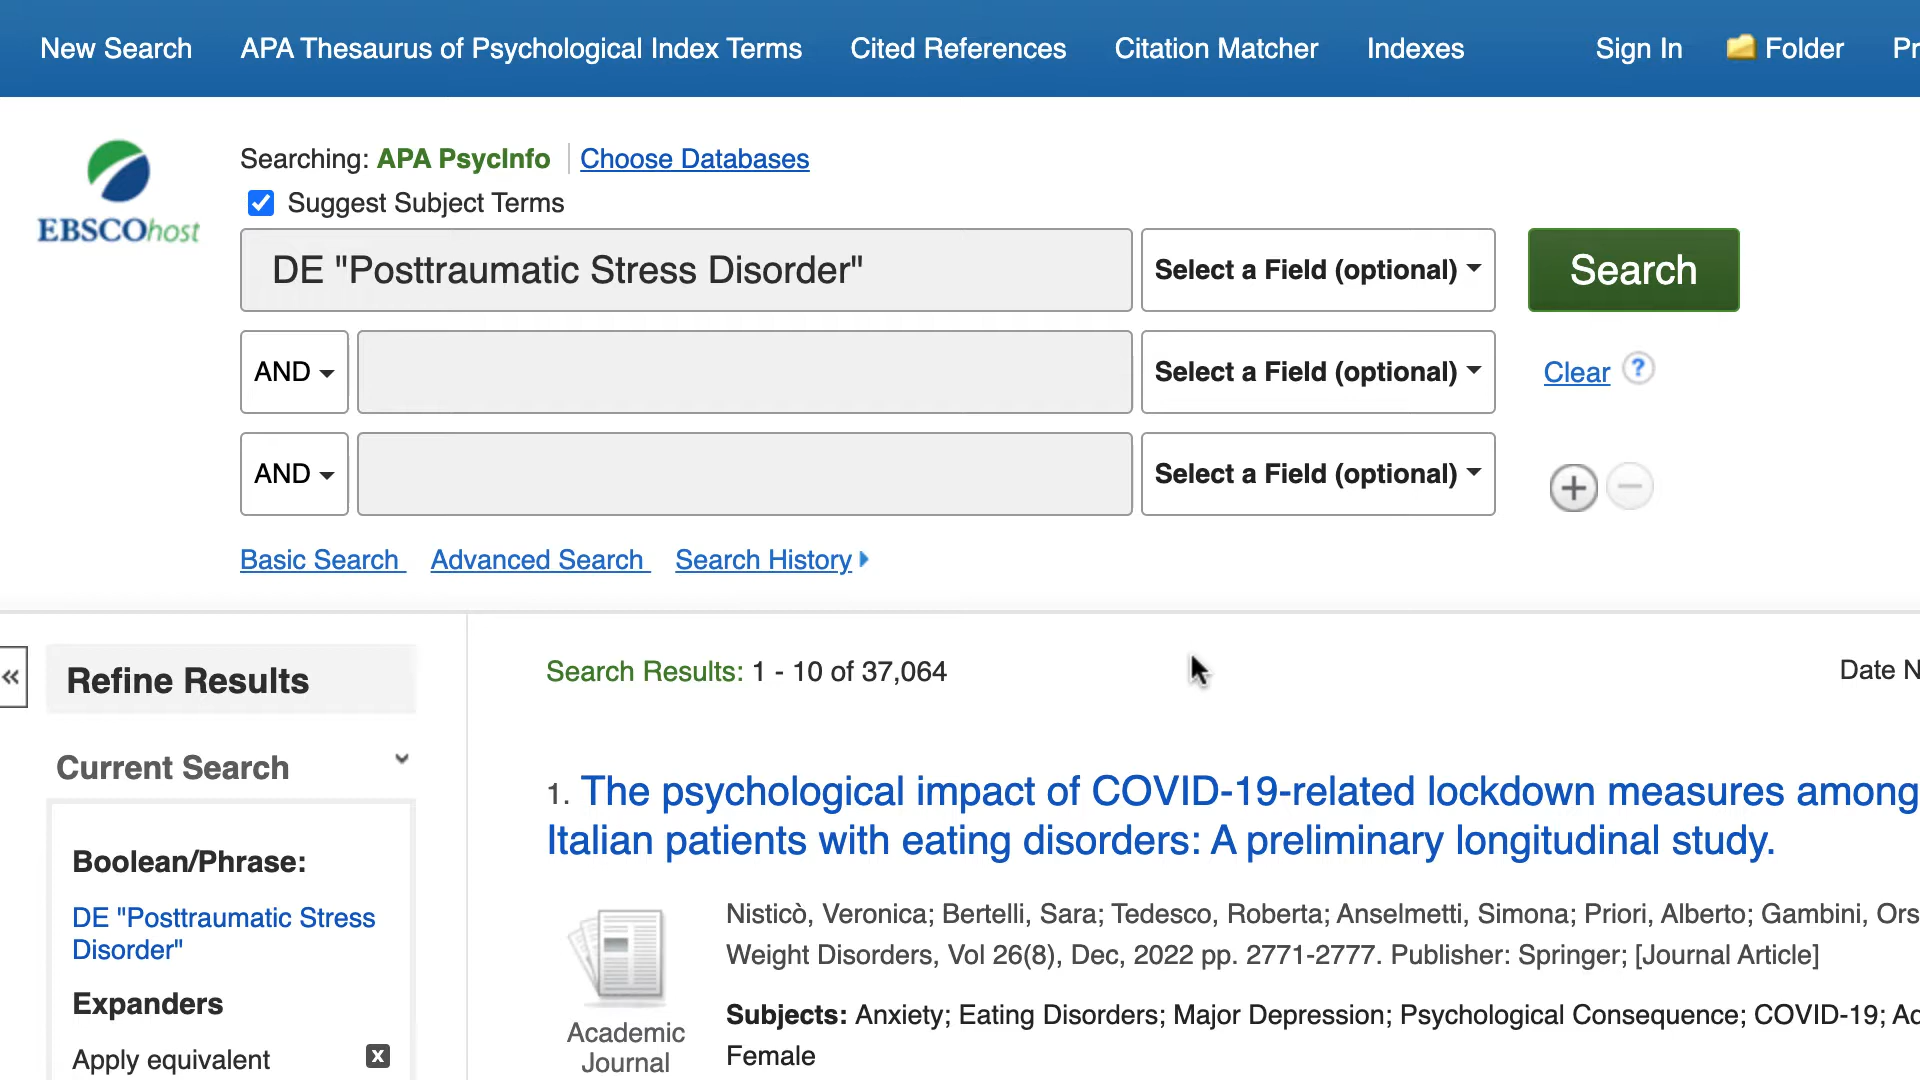 New Search APA Thesaurus of Psychological Index Terms Cited References Citation Matcher Indexes Sign In Folder Pr
EBSCOhost
Searching: APA PsycInfo Choose Databases
Suggest Subject Terms
DE "Posttraumatic Stress Disorder" Select a Field (optional) Search
AND Select a Field (optional) Clear ?
AND Select a Field (optional)
Basic Search Advanced Search Search History
« Refine Results
Search Results: 1 - 10 of 37,064 Date N
Current Search
Boolean/Phrase:
DE "Posttraumatic Stress
Disorder"
Expanders
Apply equivalent x
1. The psychological impact of COVID-19-related lockdown measures among
Italian patients with eating disorders: A preliminary longitudinal study.
Academic
Journal
Nisticò, Veronica; Bertelli, Sara; Tedesco, Roberta; Anselmetti, Simona; Priori, Alberto; Gambini, Ors
Weight Disorders, Vol 26(8), Dec, 2022 pp. 2771-2777. Publisher: Springer; [Journal Article]
Subjects: Anxiety; Eating Disorders; Major Depression; Psychological Consequence; COVID-19; Ad
Female